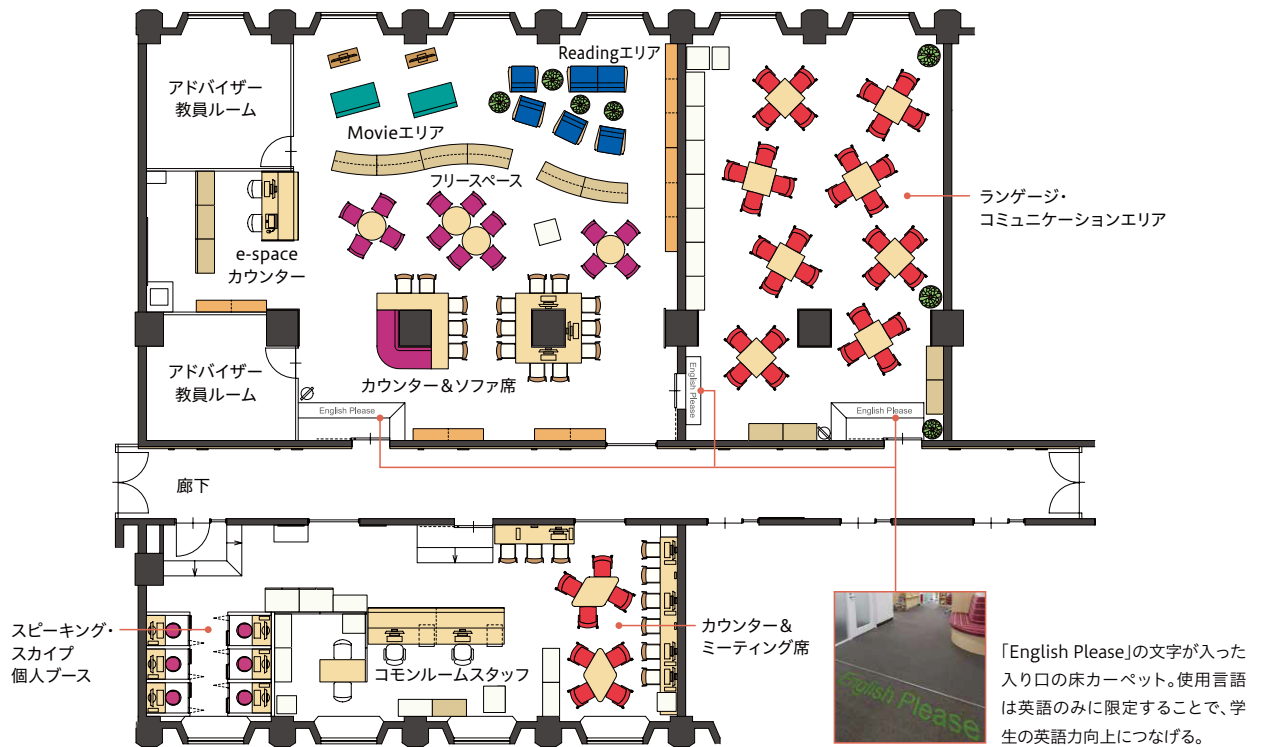 アドバイザー
教員ルーム
Readingエリア
Movieエリア
フリースペース
e-space
カウンター
ランゲージ・
コミュニケーションエリア
アドバイザー
教員ルーム
カウンター＆ソファ席
English Please
English Please
English Please
廊下
スピーキング・
スカイプ
個人ブース
コモンルームスタッフ
カウンター＆
ミーティング席
English Please
「English Please」の文字が入った
入り口の床カーペット。使用言語
は英語のみに限定することで、学
生の英語力向上につなげる。